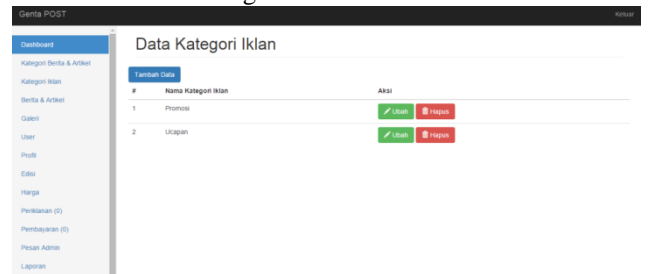 Genta POST Keluar
Dashboard
Kategori Berita & Artikel
Kategori Iklan
Berita & Artikel
Galeri
User
Profil
Edisi
Harga
Periklanan (0)
Pembayaran (0)
Pesan Admin
Laporan
Data Kategori Iklan
Tambah Data
# Nama Kategori Iklan Aksi
1 Promosi Ubah Hapus
2 Ucapan Ubah Hapus